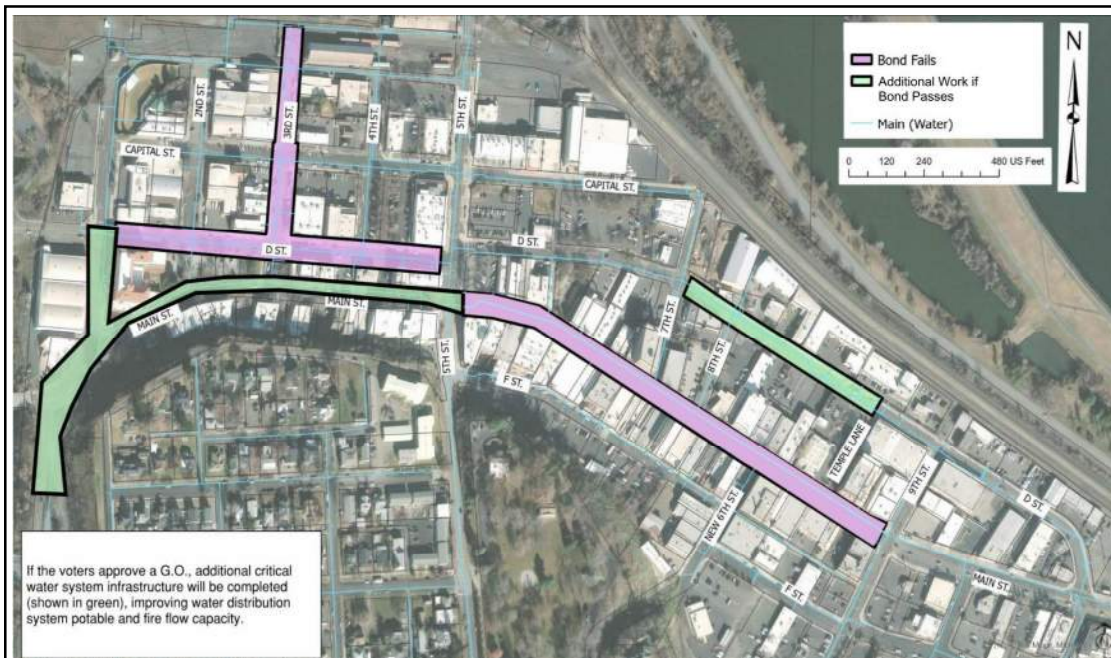 Bond Fails
Additional Work if
Bond Passes
Main (Water)
0 120 240 480 US Feet
N
2ND ST.
3RD ST.
4TH ST.
5TH ST.
CAPITAL ST.
CAPITAL ST.
D ST.
D ST.
MAIN ST.
MAIN ST.
7TH ST.
8TH ST.
5TH ST.
F ST.
TEMPLE LANE
9TH ST.
D ST.
NEW 6TH ST.
MAIN ST.
F ST.
If the voters approve a G.O., additional critical
water system infrastructure will be completed
(shown in green), improving water distribution
system potable and fire flow capacity.